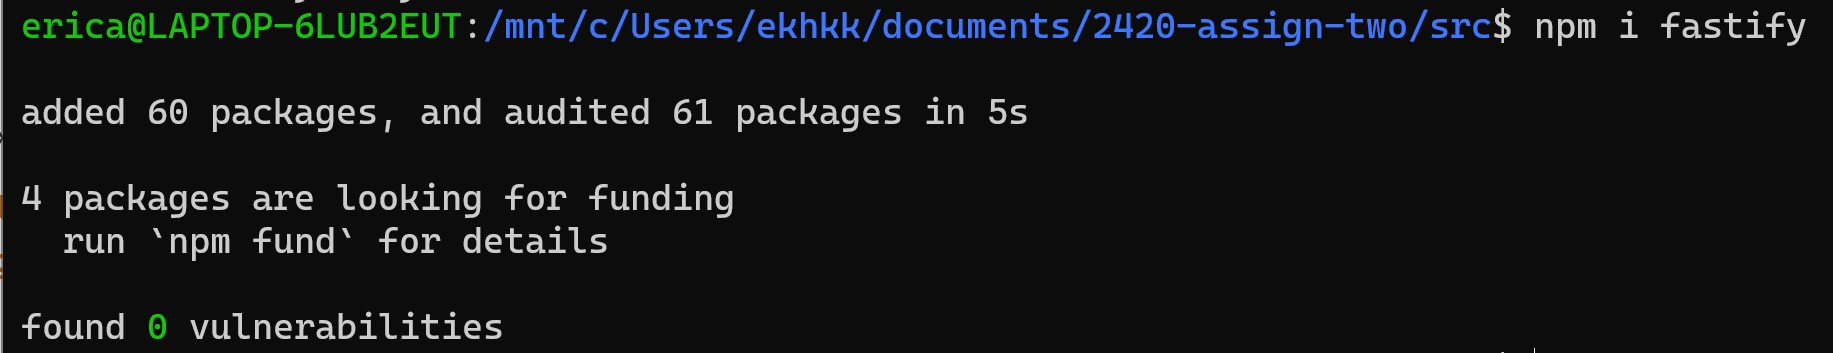 erica@LAPTOP-6LUB2EUT:/mnt/c/Users/ekhkk/documents/2420-assign-two/src$ npm i fastify
added 60 packages, and audited 61 packages in 5s
4 packages are looking for funding
run `npm fund` for details
found 0 vulnerabilities